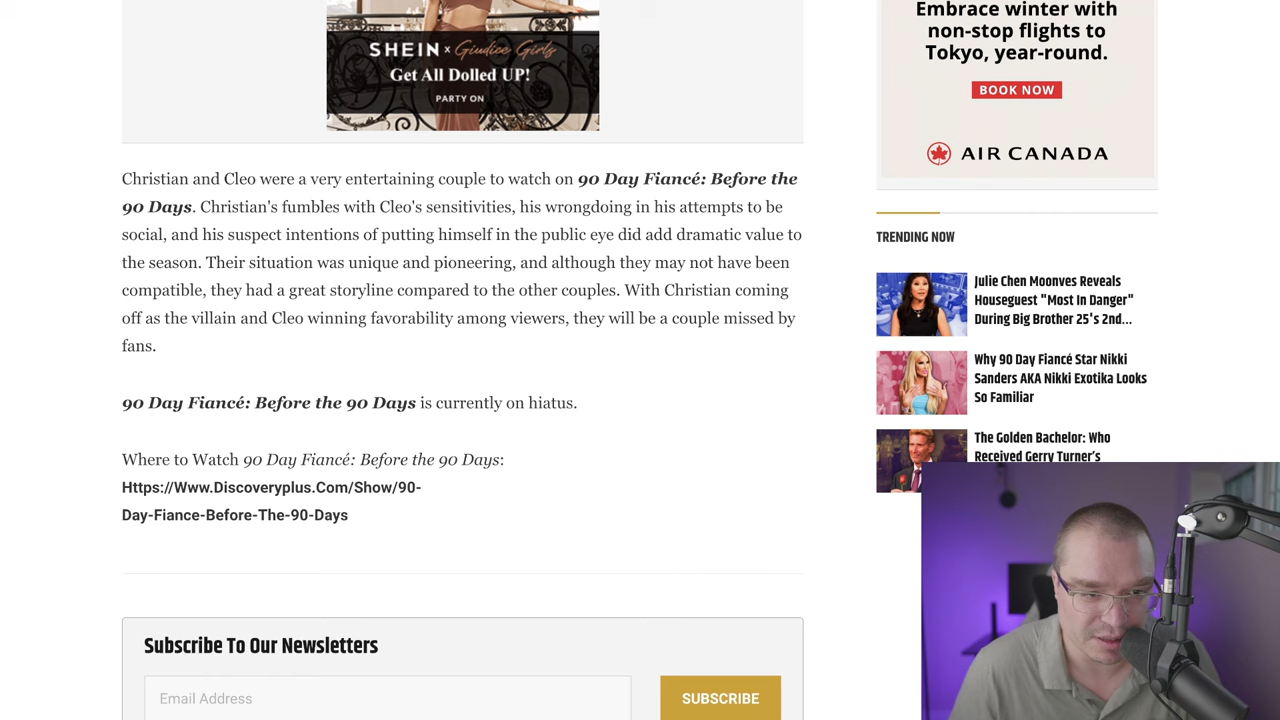 SHEIN x Giudice Girls
Get All Dolled UP!
PARTY ON
Christian and Cleo were a very entertaining couple to watch on 90 Day Fiancé: Before the
90 Days. Christian's fumbles with Cleo's sensitivities, his wrongdoing in his attempts to be
social, and his suspect intentions of putting himself in the public eye did add dramatic value to
the season. Their situation was unique and pioneering, and although they may not have been
compatible, they had a great storyline compared to the other couples. With Christian coming
off as the villain and Cleo winning favorability among viewers, they will be a couple missed by
fans.
90 Day Fiancé: Before the 90 Days is currently on hiatus.
Where to Watch 90 Day Fiancé: Before the 90 Days:
Https://Www.Discoveryplus.Com/Show/90-
Day-Fiance-Before-The-90-Days
Subscribe To Our Newsletters
Email Address
SUBSCRIBE
Embrace winter with
non-stop flights to
Tokyo, year-round.
BOOK NOW
AIR CANADA
TRENDING NOW
Julie Chen Moonves Reveals
Houseguest "Most In Danger"
During Big Brother 25's 2nd...
Why 90 Day Fiancé Star Nikki
Sanders AKA Nikki Exotika Looks
So Familiar
The Golden Bachelor: Who
Received Gerry Turner's